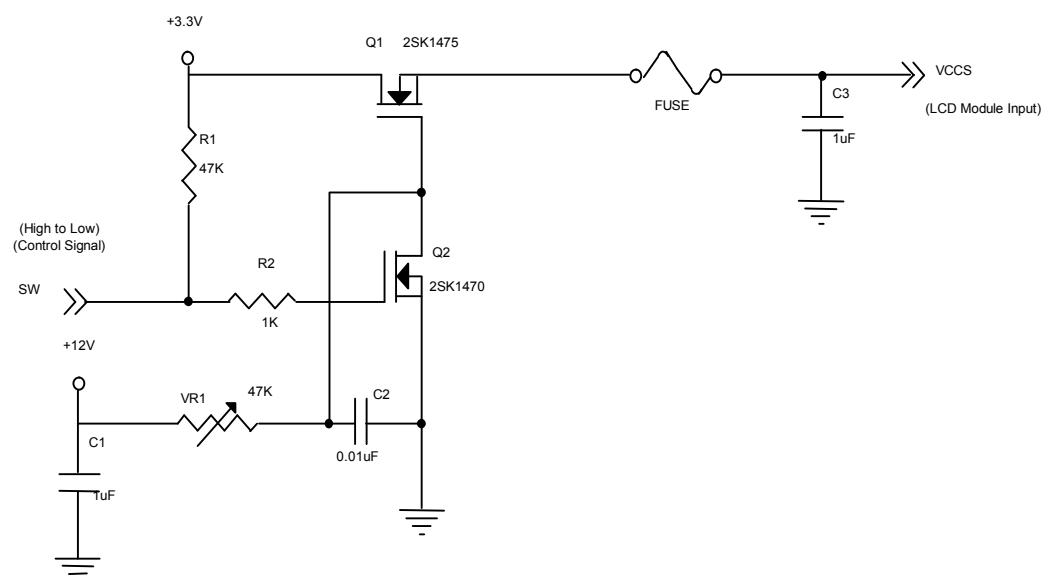 +3.3V
Q1 2SK1475
FUSE
VCCS
(LCD Module Input)
C3
1uF
R1
47K
(High to Low)
(Control Signal)
SW
R2
1K
Q2
2SK1470
+12V
VR1
47K
C2
0.01uF
C1
1uF